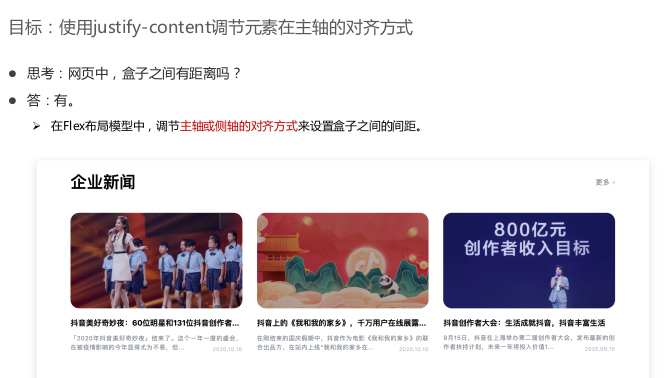 目标：使用justify-content调节元素在主轴的对齐方式
思考：网页中，盒子之间有距离吗？
答：有。
在Flex布局模型中，调节主轴或侧轴的对齐方式来设置盒子之间的间距。
企业新闻
更多 ›
800亿元
创作者收入目标
抖音美好奇妙夜：60位明星和131位抖音创作者...
抖音上的《我和我的家乡》，千万用户在线展露...
抖音创作者大会：生活成就抖音，抖音丰富生活
「2020年抖音美好奇妙夜」结束了。这个一年一度的盛会，
在被疫情影响的今年显得尤为不易，但...
2020.10.16
在刚结束的国庆假期中，抖音作为电影《我和我的家乡》的联
合出品方，在站内上线“我和我的家乡在...
2020.10.10
9月15日，抖音在上海举办第二届创作者大会，发布最新的创
作者扶持计划，未来一年将投入价值1...
2020.09.16